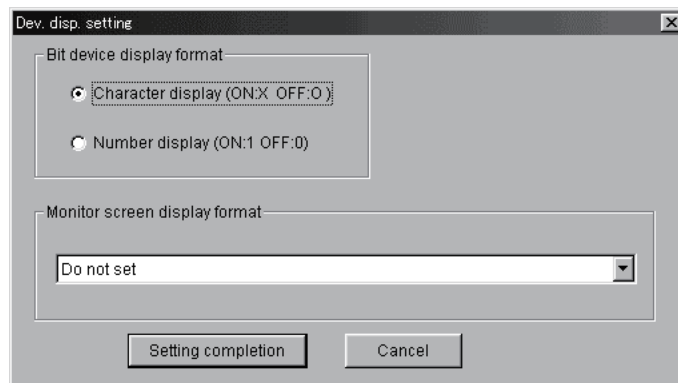 Dev. disp. setting
Bit device display format
Character display (ON:X OFF:O )
Number display (ON:1 OFF:0)
Monitor screen display format
Do not set
Setting completion
Cancel